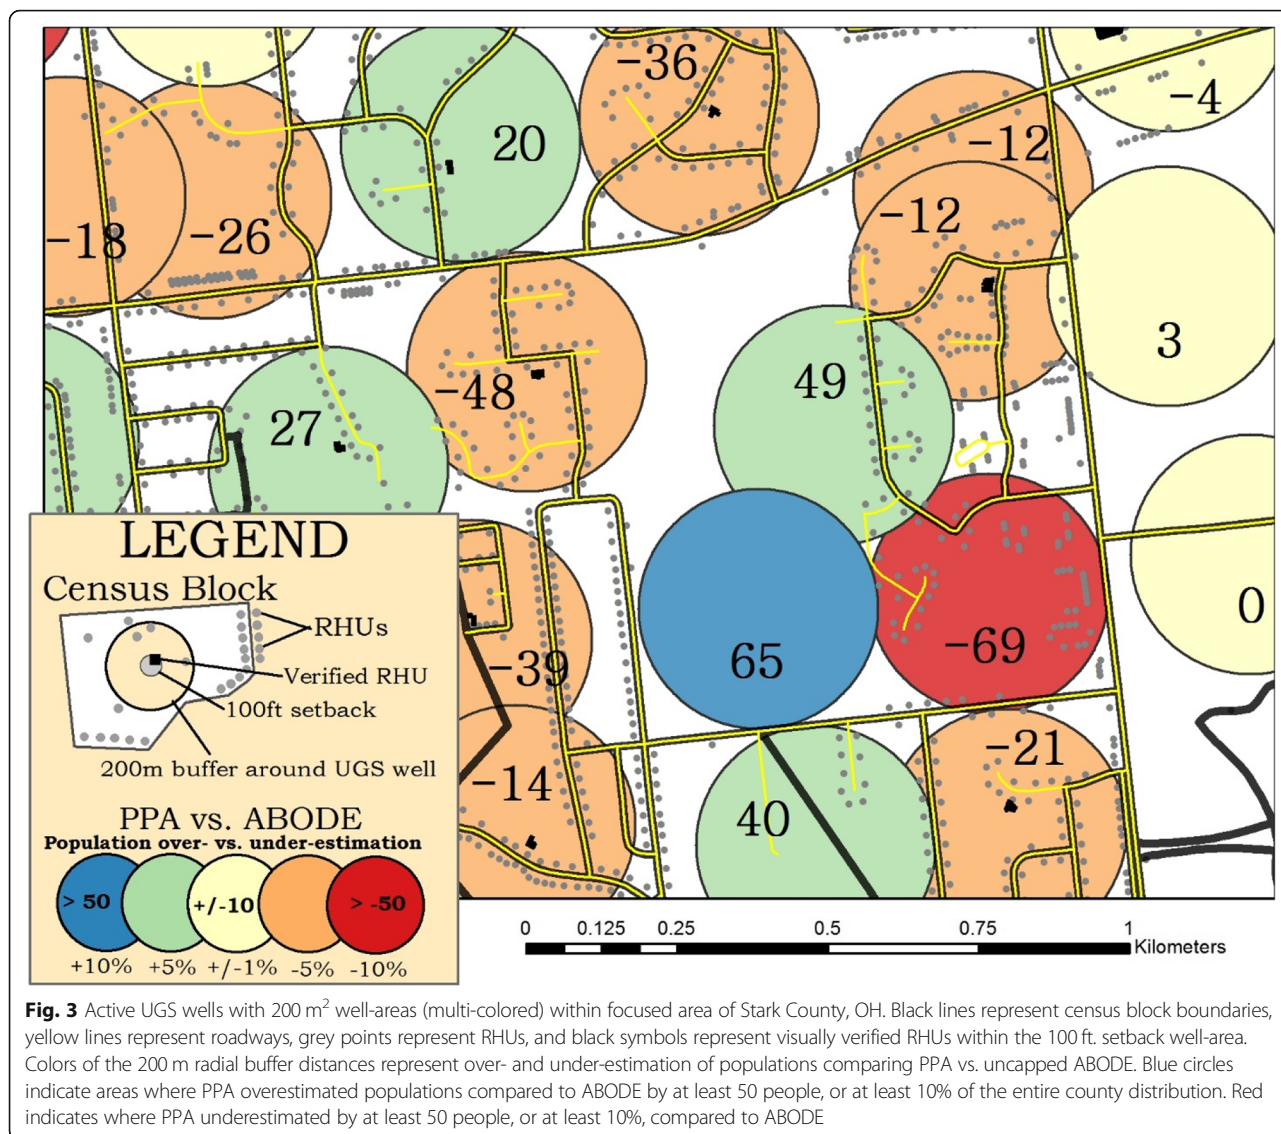 -36
-4
20
-12
-12
-18
-26
3
49
-48
27
LEGEND
Census Block
RHUs
Verified RHU
100ft setback
200m buffer around UGS well
PPA vs. ABODE
Population over- vs. under-estimation
> 50
+/-10
> -50
+10% +5% +/-1% -5% -10%
0
65
-69
-39
-21
-14
40
0 0.125 0.25 0.5 0.75 1
Kilometers
Fig. 3 Active UGS wells with 200 m² well-areas (multi-colored) within focused area of Stark County, OH. Black lines represent census block boundaries,
yellow lines represent roadways, grey points represent RHUs, and black symbols represent visually verified RHUs within the 100 ft. setback well-area.
Colors of the 200 m radial buffer distances represent over- and under-estimation of populations comparing PPA vs. uncapped ABODE. Blue circles
indicate areas where PPA overestimated populations compared to ABODE by at least 50 people, or at least 10% of the entire county distribution. Red
indicates where PPA underestimated by at least 50 people, or at least 10%, compared to ABODE